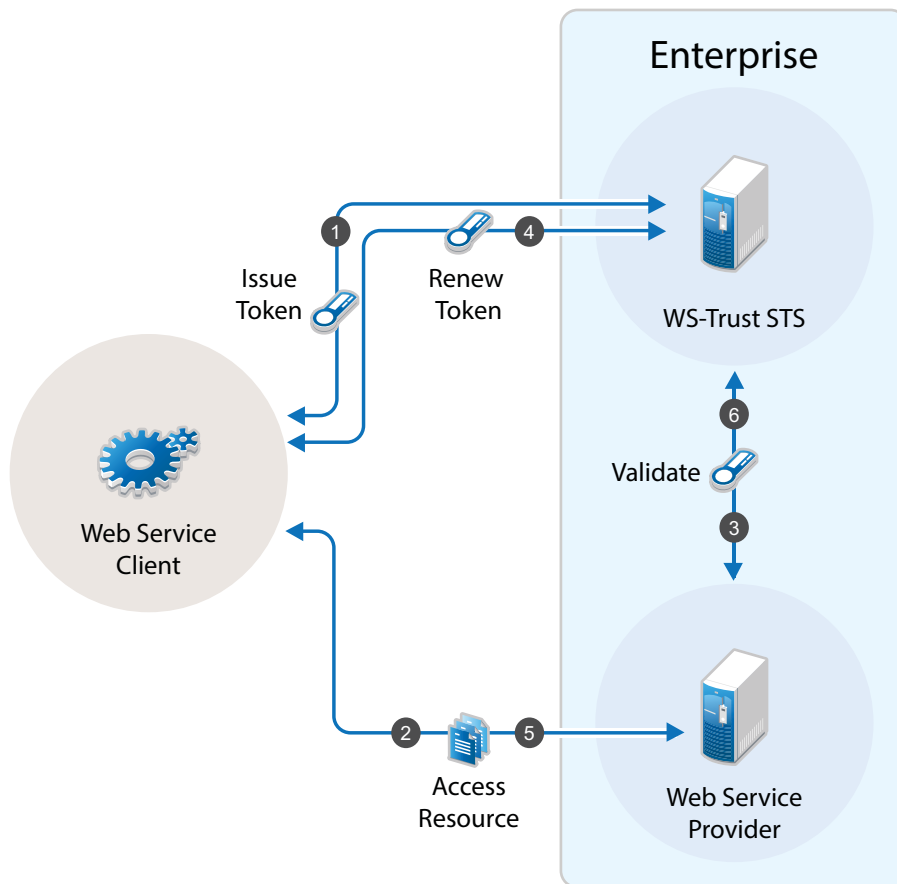 Enterprise
WS-Trust STS
1
4
Issue
Token
Renew
Token
6
Validate
3
Web Service
Client
2
5
Access
Resource
Web Service
Provider